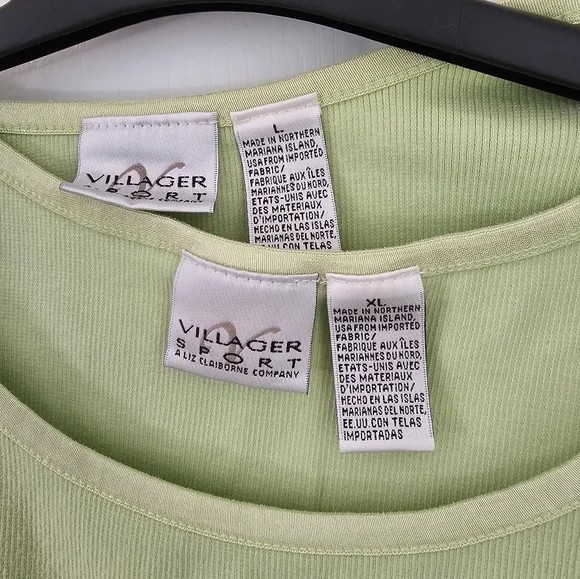 VILLAGER
SPORT
L
MADE IN NORTHERN
MARIANA ISLAND,
USA FROM IMPORTED
FABRIC/
FABRIQUE AUX ÎLES
MARIANNES DU NORD,
ETATS-UNIS AVEC
DES MATERIAUX
D'IMPORTATION/
HECHO EN LAS ISLAS
MARIANAS DEL NORTE,
EE.UU. CON TELAS
VILLAGER
SPORT
A LIZ CLAIBORNE COMPANY
XL
MADE IN NORTHERN
MARIANA ISLAND,
USA FROM IMPORTED
FABRIC/
FABRIQUE AUX ÎLES
MARIANNES DU NORD,
ETATS-UNIS AVEC
DES MATERIAUX
D'IMPORTATION/
HECHO EN LAS ISLAS
MARIANAS DEL NORTE,
EE.UU. CON TELAS
IMPORTADAS